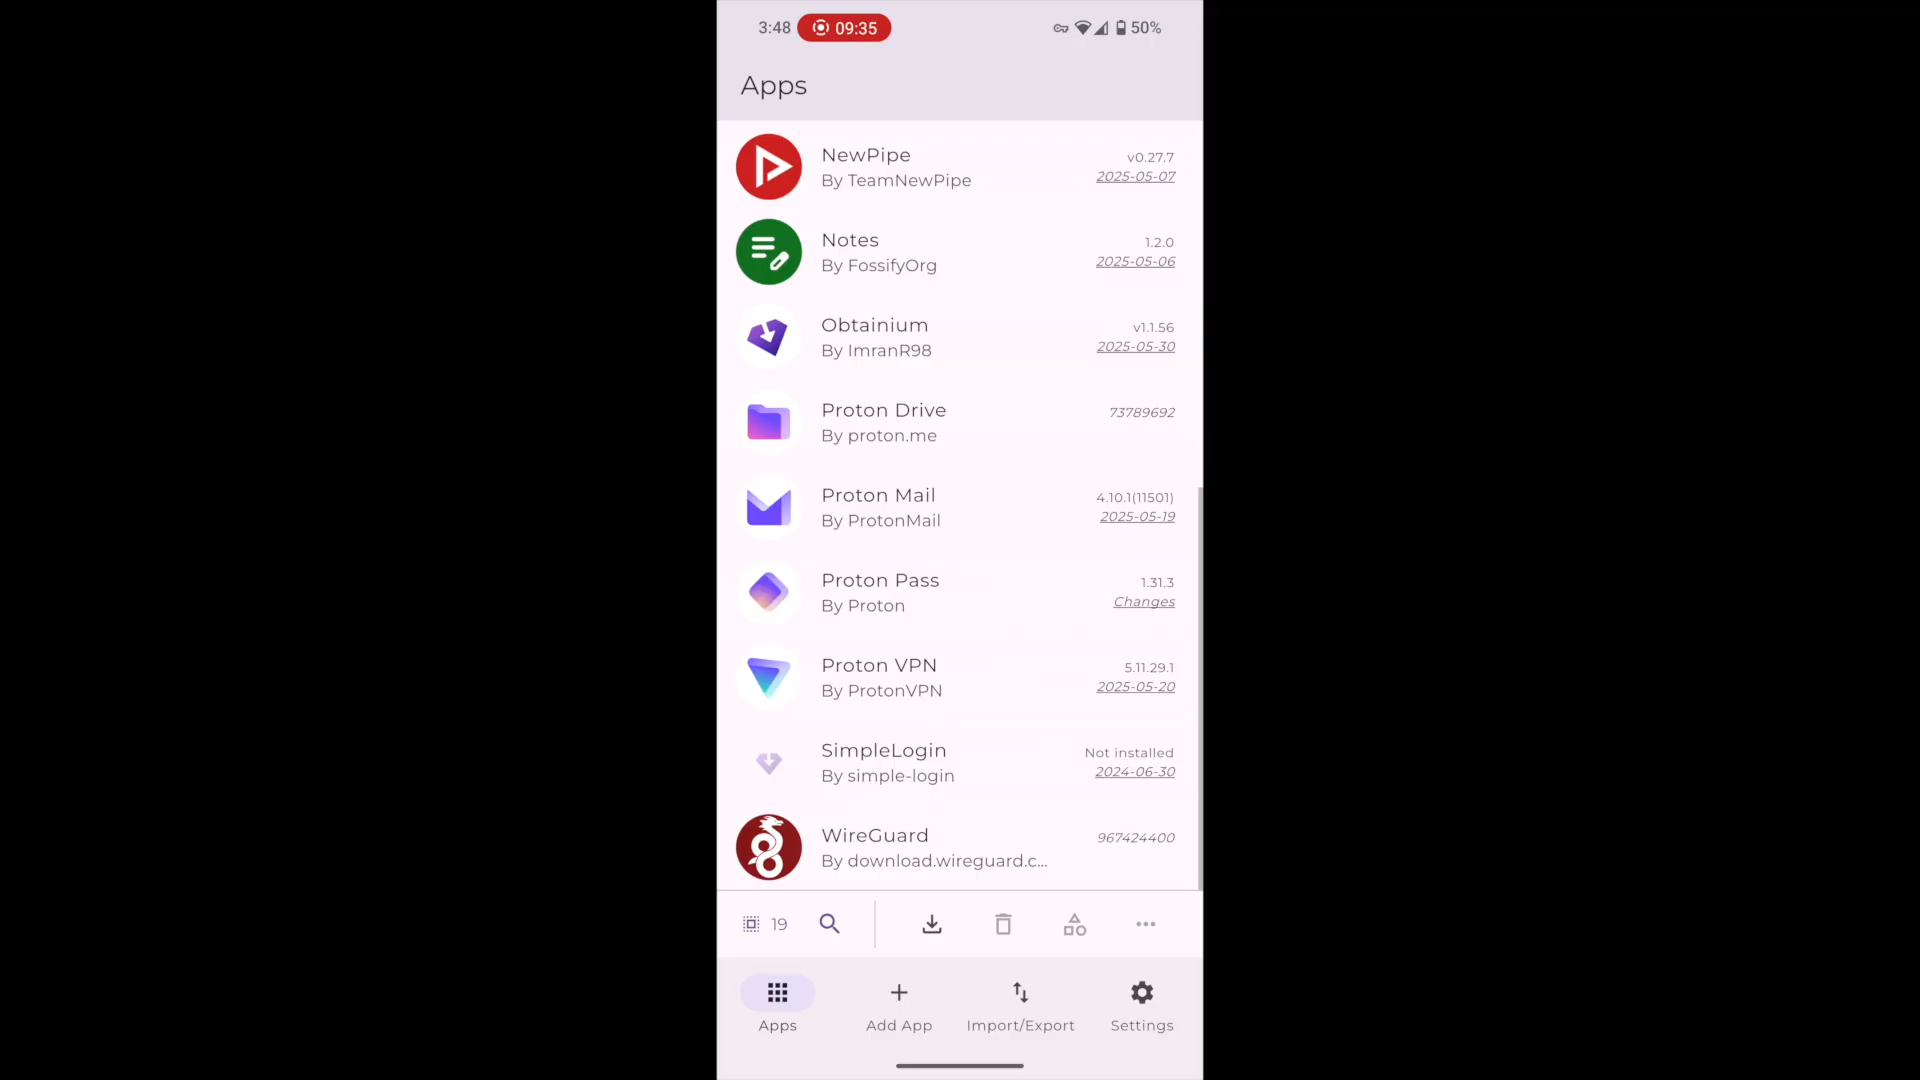 3:48 09:35 50%
Apps
NewPipe v0.27.7
By TeamNewPipe 2025-05-07
Notes 1.2.0
By FossifyOrg 2025-05-06
Obtainium v1.1.56
By ImranR98 2025-05-30
Proton Drive 73789692
By proton.me
Proton Mail 4.10.1(11501)
By ProtonMail 2025-05-19
Proton Pass 1.31.3
By Proton Changes
Proton VPN 5.11.29.1
By ProtonVPN 2025-05-20
SimpleLogin Not installed
By simple-login 2024-06-30
WireGuard 967424400
By download.wireguard.c...
19
Apps Add App Import/Export Settings